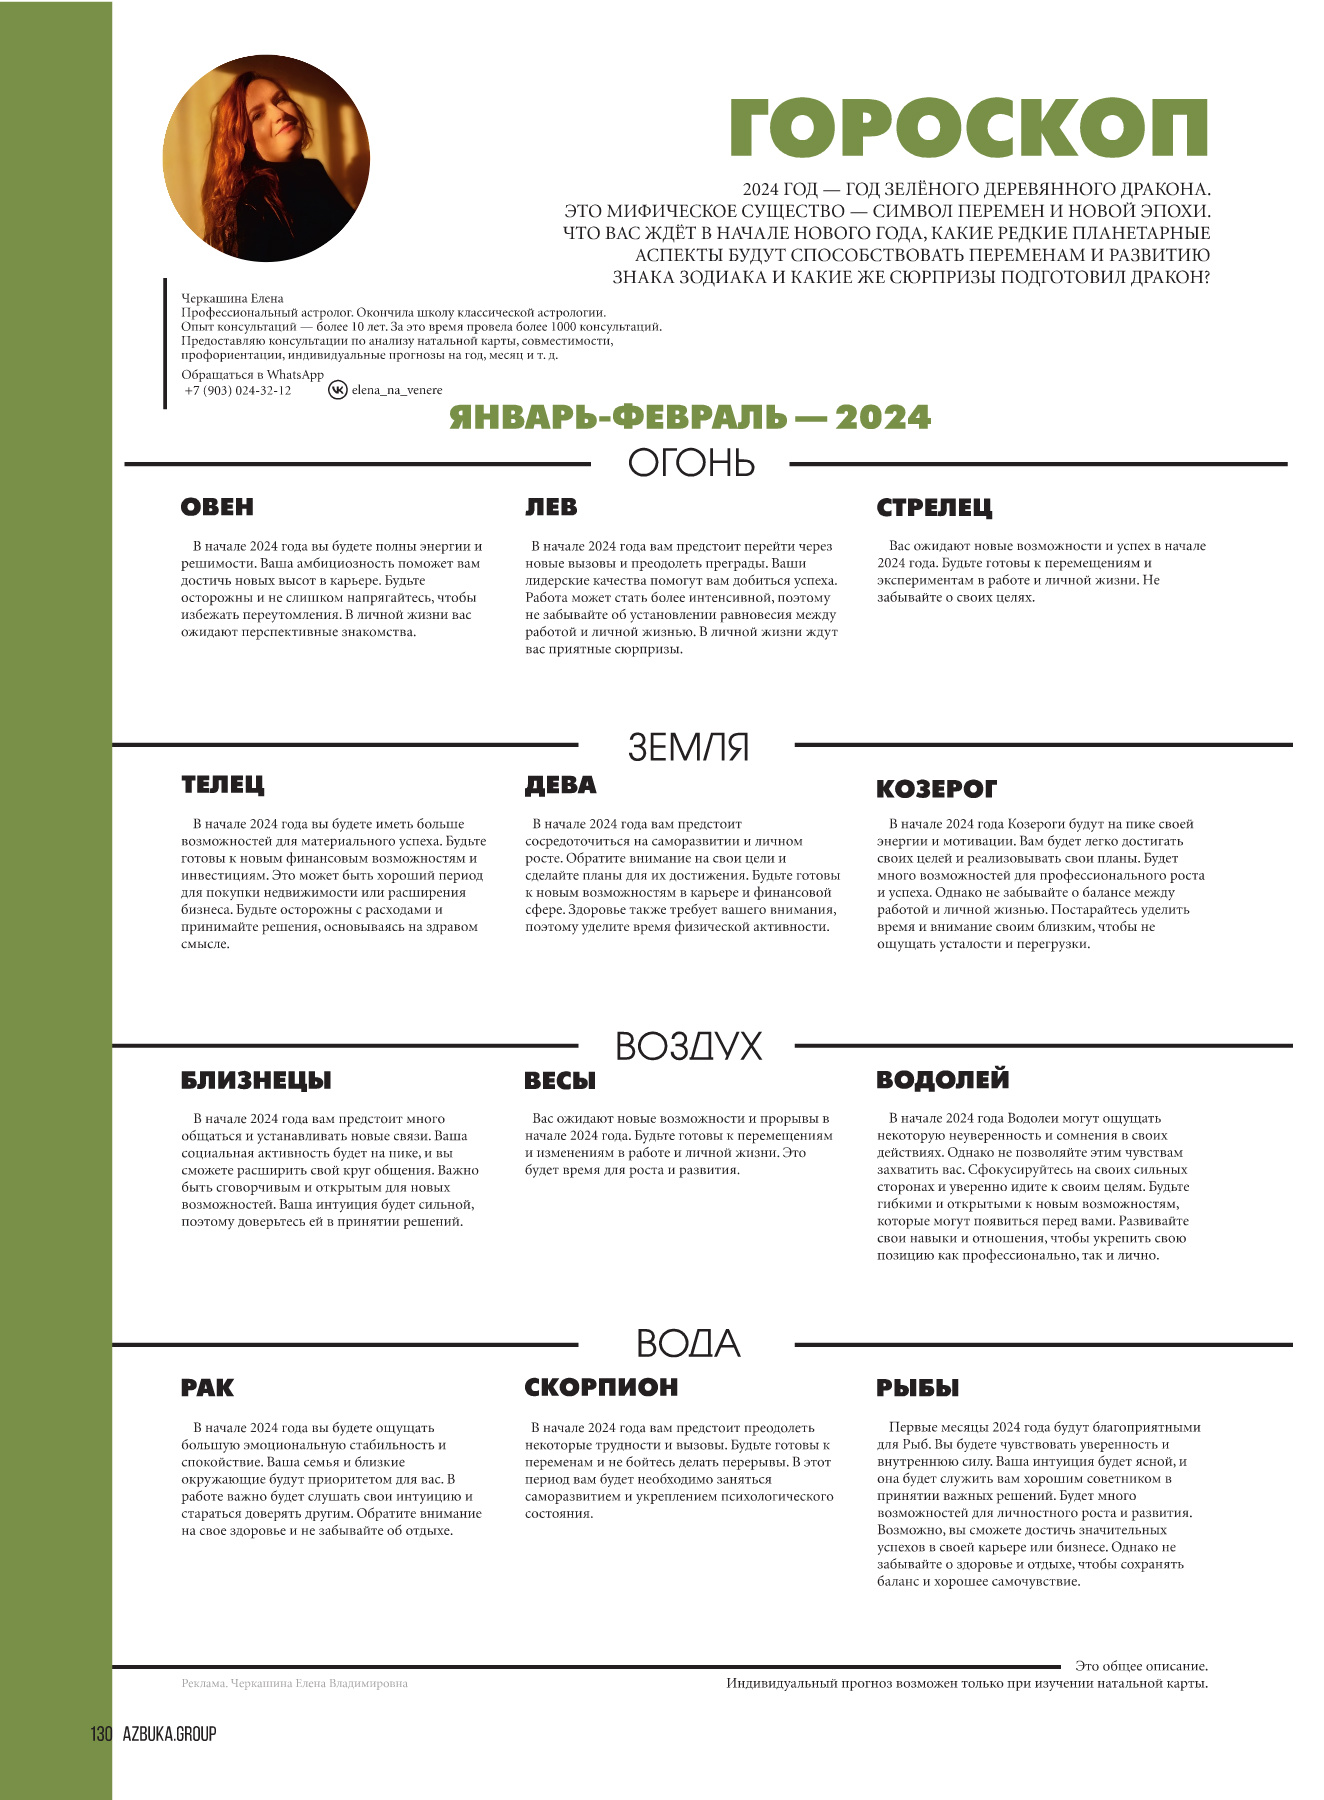 ГОРОСКОП
2024 ГОД — ГОД ЗЕЛЁНОГО ДЕРЕВЯННОГО ДРАКОНА.
ЭТО МИФИЧЕСКОЕ СУЩЕСТВО — СИМВОЛ ПЕРЕМЕН И НОВОЙ ЭПОХИ.
ЧТО ВАС ЖДЁТ В НАЧАЛЕ НОВОГО ГОДА, КАКИЕ РЕДКИЕ ПЛАНЕТАРНЫЕ
АСПЕКТЫ БУДУТ СПОСОБСТВОВАТЬ ПЕРЕМЕНАМ И РАЗВИТИЮ
ЗНАКА ЗОДИАКА И КАКИЕ ЖЕ СЮРПРИЗЫ ПОДГОТОВИЛ ДРАКОН?
Черкашина Елена
Профессиональный астролог. Окончила школу классической астрологии.
Опыт консультаций — более 10 лет. За это время провела более 1000 консультаций.
Предоставляю консультации по анализу натальной карты, совместимости,
профориентации, индивидуальные прогнозы на год, месяц и т. д.
Обращаться в WhatsApp
+7 (903) 024-32-12 elena_na_venere
ЯНВАРЬ-ФЕВРАЛЬ — 2024
ОГОНЬ
ОВЕН
В начале 2024 года вы будете полны энергии и
решимости. Ваша амбициозность поможет вам
достичь новых высот в карьере. Будьте
осторожны и не слишком напрягайтесь, чтобы
избежать переутомления. В личной жизни вас
ожидают перспективные знакомства.
ЛЕВ
В начале 2024 года вам предстоит перейти через
новые вызовы и преодолеть преграды. Ваши
лидерские качества помогут вам добиться успеха.
Работа может стать более интенсивной, поэтому
не забывайте об установлении равновесия между
работой и личной жизнью. В личной жизни ждут
вас приятные сюрпризы.
СТРЕЛЕЦ
Вас ожидают новые возможности и успех в начале
2024 года. Будьте готовы к перемещениям и
экспериментам в работе и личной жизни. Не
забывайте о своих целях.
ЗЕМЛЯ
ТЕЛЕЦ
В начале 2024 года вы будете иметь больше
возможностей для материального успеха. Будьте
готовы к новым финансовым возможностям и
инвестициям. Это может быть хороший период
для покупки недвижимости или расширения
бизнеса. Будьте осторожны с расходами и
принимайте решения, основываясь на здравом
смысле.
ДЕВА
В начале 2024 года вам предстоит
сосредоточиться на саморазвитии и личном
росте. Обратите внимание на свои цели и
сделайте планы для их достижения. Будьте готовы
к новым возможностям в карьере и финансовой
сфере. Здоровье также требует вашего внимания,
поэтому уделите время физической активности.
КОЗЕРОГ
В начале 2024 года Козероги будут на пике своей
энергии и мотивации. Вам будет легко достигать
своих целей и реализовывать свои планы. Будет
много возможностей для профессионального роста
и успеха. Однако не забывайте о балансе между
работой и личной жизнью. Постарайтесь уделить
время и внимание своим близким, чтобы не
ощущать усталости и перегрузки.
ВОЗДУХ
БЛИЗНЕЦЫ
В начале 2024 года вам предстоит много
общаться и устанавливать новые связи. Ваша
социальная активность будет на пике, и вы
сможете расширить свой круг общения. Важно
быть сговорчивым и открытым для новых
возможностей. Ваша интуиция будет сильной,
поэтому доверьтесь ей в принятии решений.
ВЕСЫ
Вас ожидают новые возможности и прорывы в
начале 2024 года. Будьте готовы к перемещениям
и изменениям в работе и личной жизни. Это
будет время для роста и развития.
ВОДОЛЕЙ
В начале 2024 года Водолеи могут ощущать
некоторую неуверенность и сомнения в своих
действиях. Однако не позволяйте этим чувствам
захватить вас. Сфокусируйтесь на своих сильных
сторонах и уверенно идите к своим целям. Будьте
гибкими и открытыми к новым возможностям,
которые могут появиться перед вами. Развивайте
свои навыки и отношения, чтобы укрепить свою
позицию как профессионально, так и лично.
ВОДА
РАК
В начале 2024 года вы будете ощущать
большую эмоциональную стабильность и
спокойствие. Ваша семья и близкие
окружающие будут приоритетом для вас. В
работе важно будет слушать свои интуицию и
стараться доверять другим. Обратите внимание
на свое здоровье и не забывайте об отдыхе.
СКОРПИОН
В начале 2024 года вам предстоит преодолеть
некоторые трудности и вызовы. Будьте готовы к
переменам и не бойтесь делать перерывы. В этот
период вам будет необходимо заняться
саморазвитием и укреплением психологического
состояния.
РЫБЫ
Первые месяцы 2024 года будут благоприятными
для Рыб. Вы будете чувствовать уверенность и
внутреннюю силу. Ваша интуиция будет ясной, и
она будет служить вам хорошим советником в
принятии важных решений. Будет много
возможностей для личностного роста и развития.
Возможно, вы сможете достичь значительных
успехов в своей карьере или бизнесе. Однако не
забывайте о здоровье и отдыхе, чтобы сохранять
баланс и хорошее самочувствие.
Это общее описание.
Реклама. Черкашина Елена Владимировна
Индивидуальный прогноз возможен только при изучении натальной карты.
130 AZBUKA.GROUP